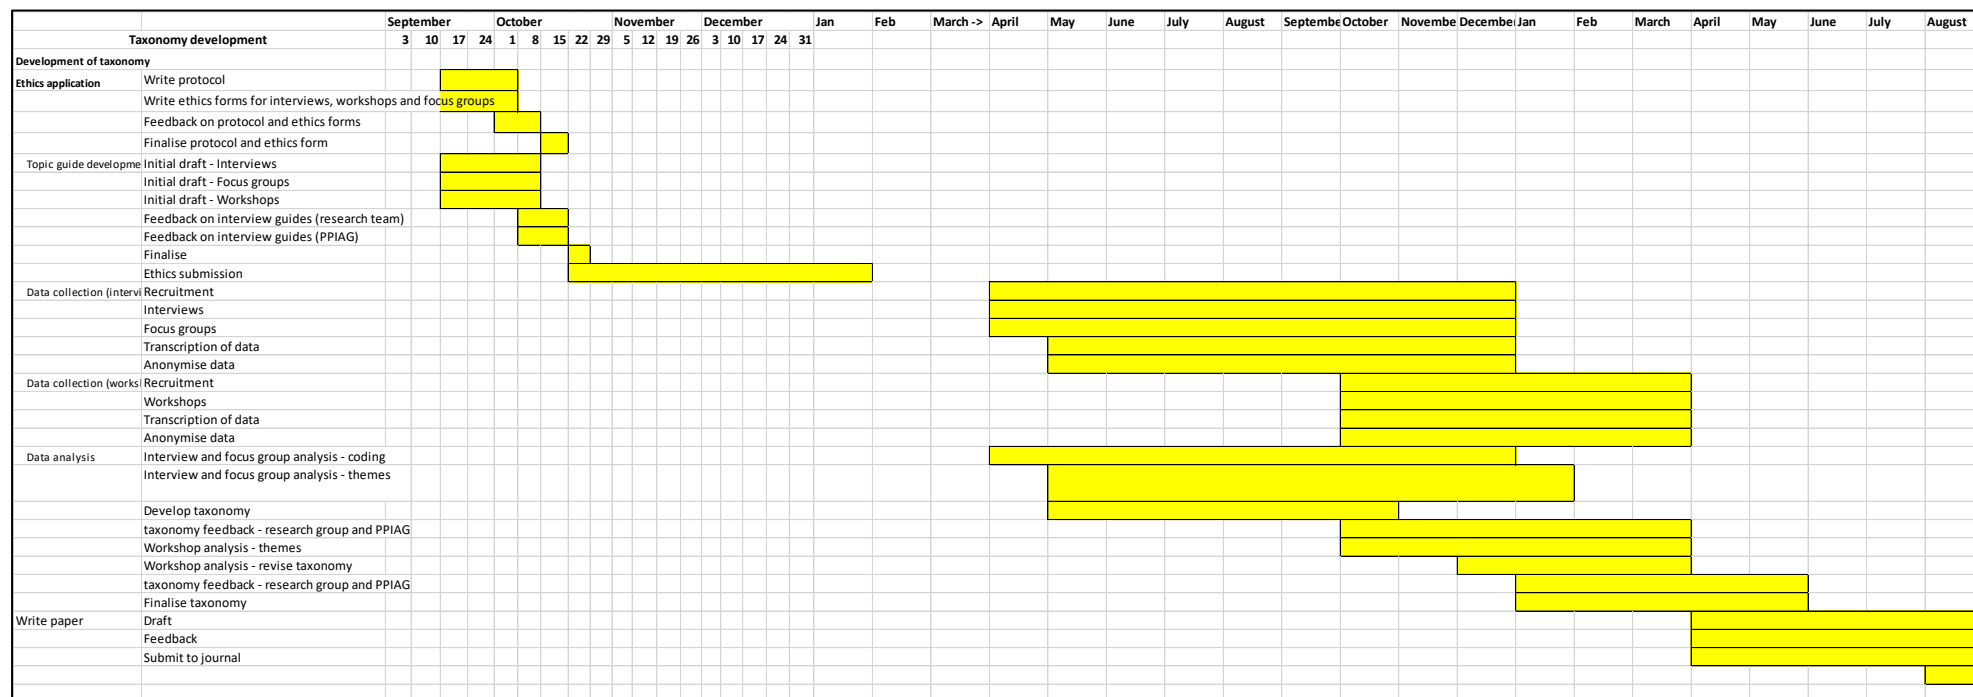 September October November December Jan Feb March -> April May June July August Septembe October Novembe December Jan Feb March April May June July August
Taxonomy development 3 10 17 24 1 8 15 22 29 5 12 19 26 3 10 17 24 31
Development of taxonomy
Ethics application Write protocol
Write ethics forms for interviews, workshops and focus groups
Feedback on protocol and ethics forms
Finalise protocol and ethics form
Topic guide developme Initial draft - Interviews
Initial draft - Focus groups
Initial draft - Workshops
Feedback on interview guides (research team)
Feedback on interview guides (PPIAG)
Finalise
Ethics submission
Data collection (intervi Recruitment
Interviews
Focus groups
Transcription of data
Anonymise data
Data collection (works Recruitment
Workshops
Transcription of data
Anonymise data
Data analysis Interview and focus group analysis - coding
Interview and focus group analysis - themes
Develop taxonomy
taxonomy feedback - research group and PPIAG
Workshop analysis - themes
Workshop analysis - revise taxonomy
taxonomy feedback - research group and PPIAG
Finalise taxonomy
Write paper Draft
Feedback
Submit to journal